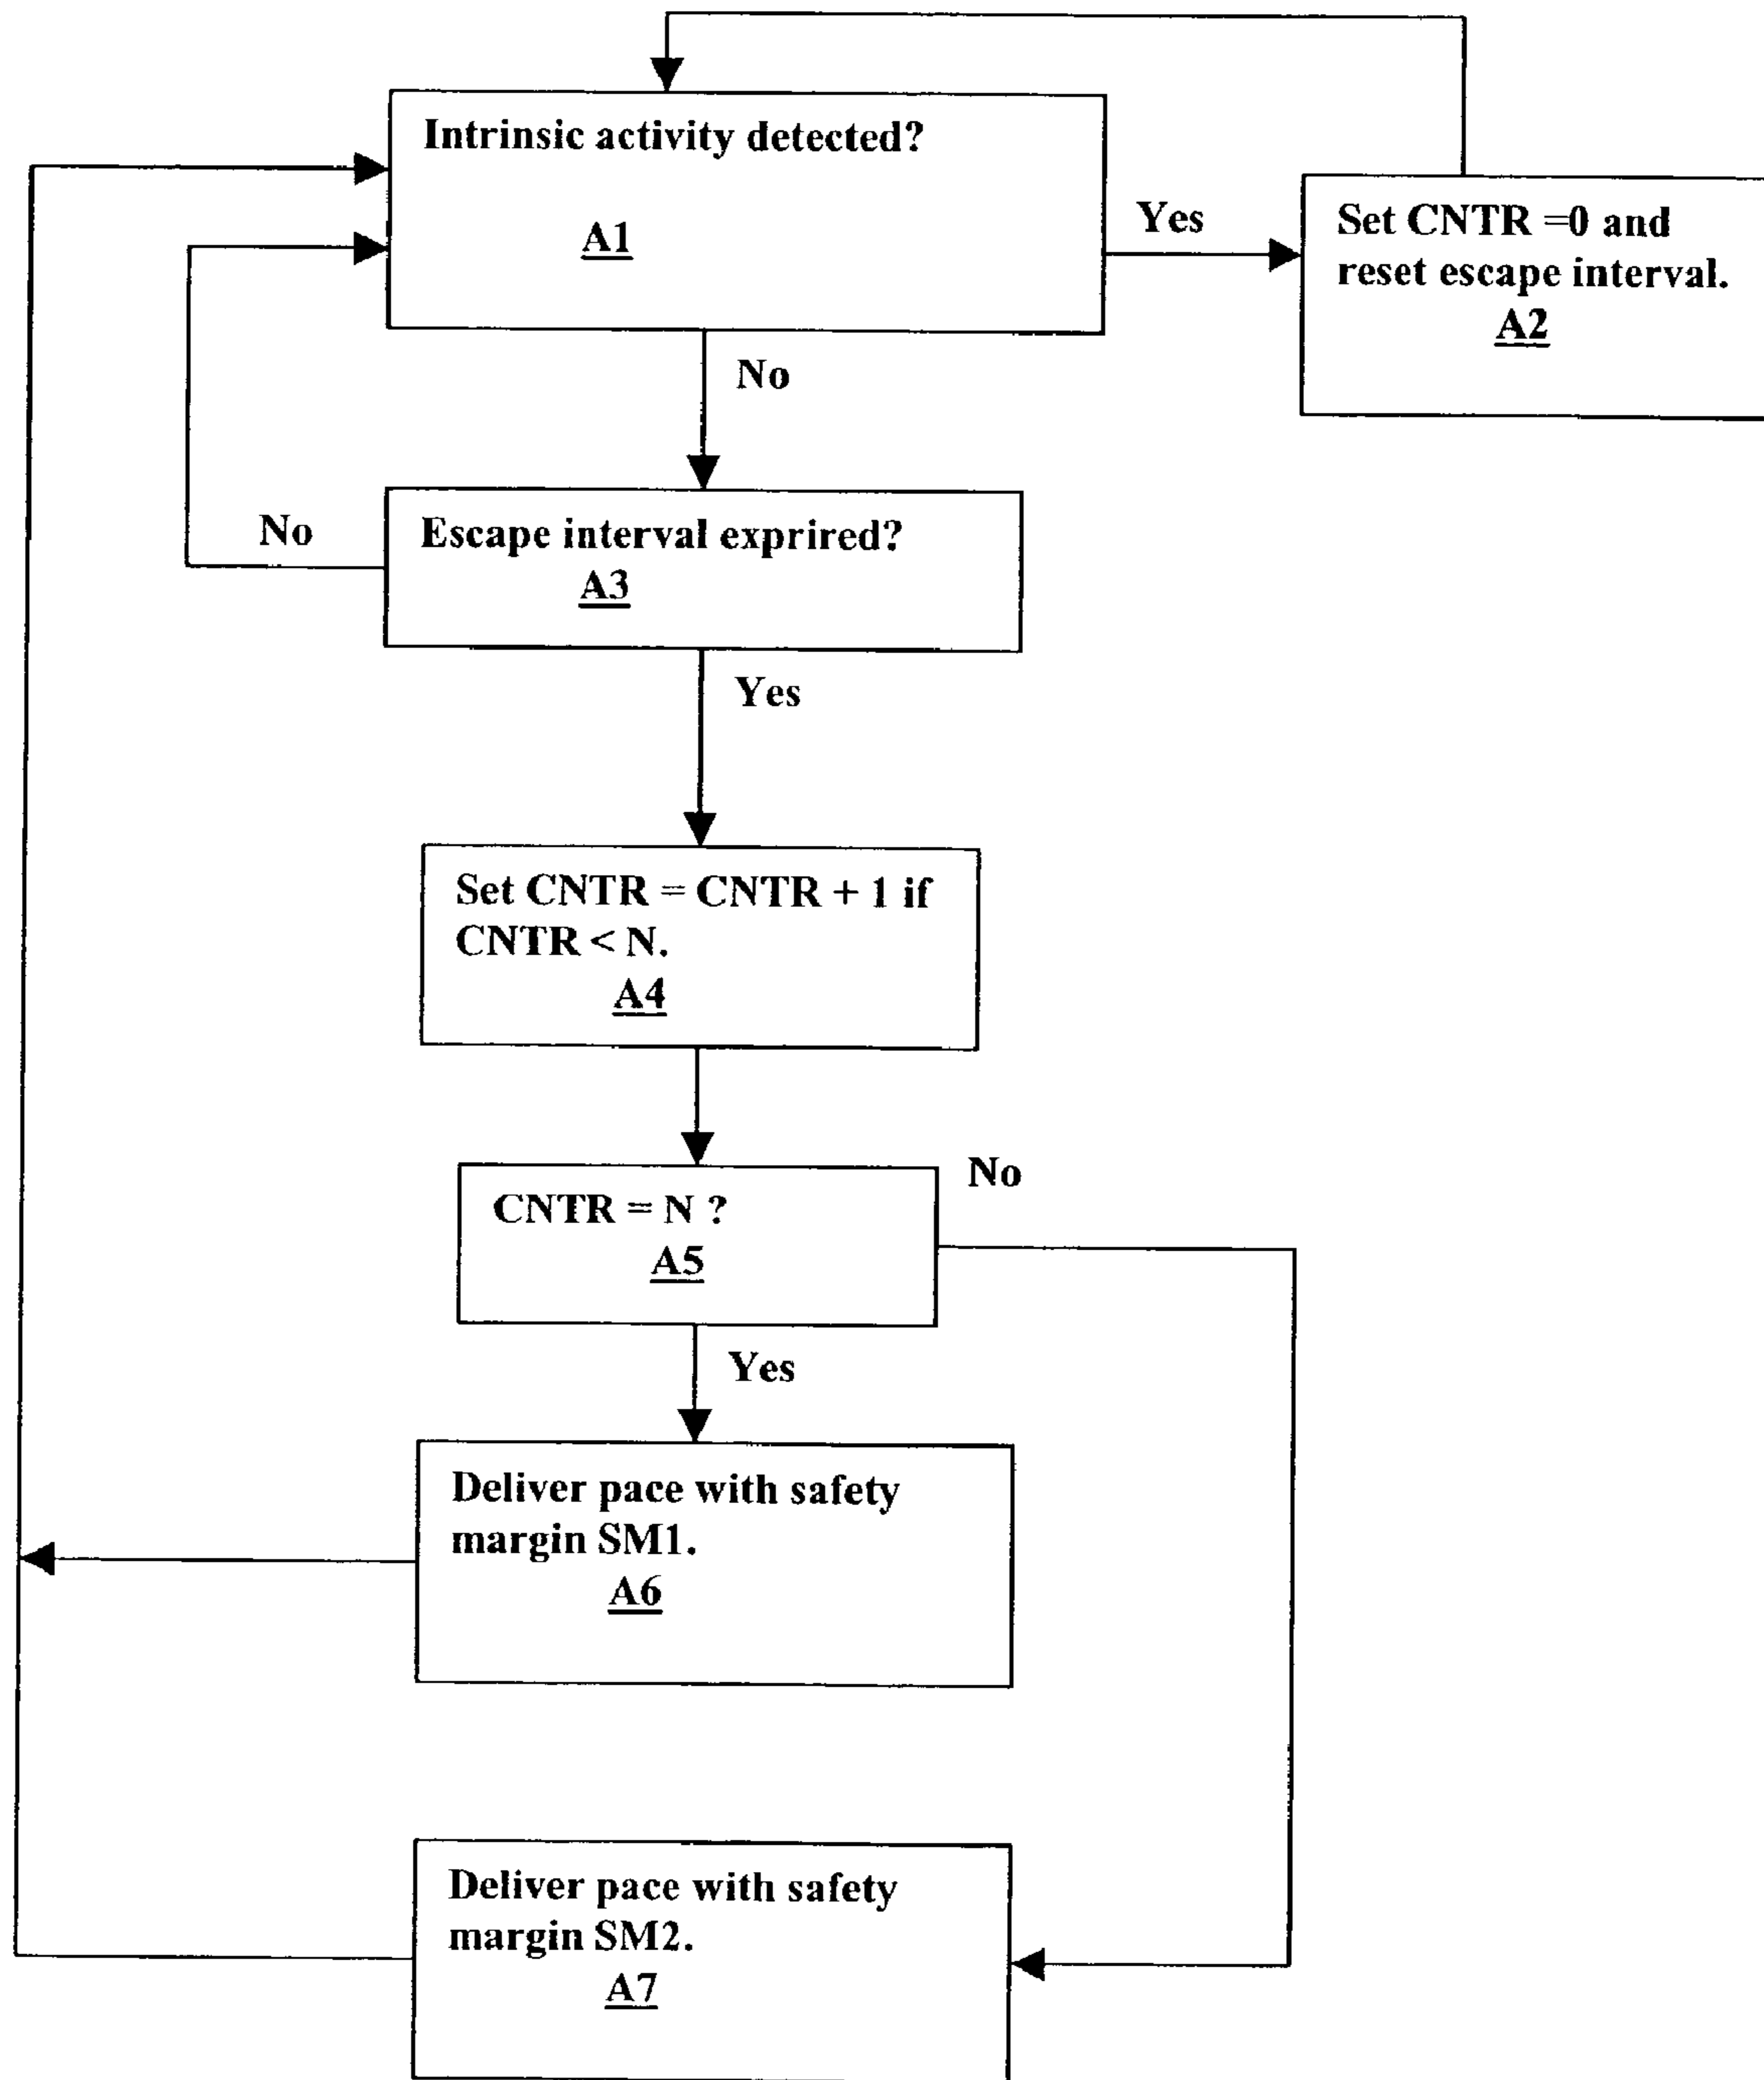 Intrinsic activity detected?
A1
Yes
Set CNTR =0 and
reset escape interval.
A2
No
No
Escape interval exprired?
A3
Yes
Set CNTR = CNTR + 1 if
CNTR < N.
A4
No
CNTR = N ?
A5
Yes
Deliver pace with safety
margin SM1.
A6
Deliver pace with safety
margin SM2.
A7